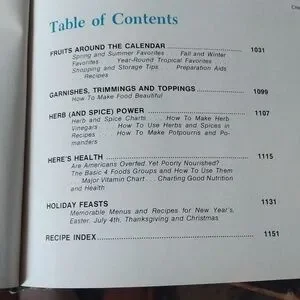 Cha
Table of Contents
FRUITS AROUND THE CALENDAR 1031
Spring and Summer Favorites Fall and Winter
Favorites . . . Year-Round Tropical Favorites
Shopping and Storage Tips Preparation Aids
Recipes
GARNISHES, TRIMMINGS AND TOPPINGS 1099
How To Make Food Beautiful
HERB (AND SPICE) POWER 1107
Herb and Spice Charts . . . How To Make Herb
Vinegars How To Use Herbs and Spices in
Recipes How To Make Potpourris and Po-
manders
HERE'S HEALTH 1115
Are Americans Overfed Yet Poorly Nourished?
The Basic 4 Foods Groups and How To Use Them
Major Vitamin Chart . . . Charting Good Nutrition
and Health
HOLIDAY FEASTS 1131
Memorable Menus and Recipes for New Year's,
Easter, July 4th, Thanksgiving and Christmas
RECIPE INDEX 1151